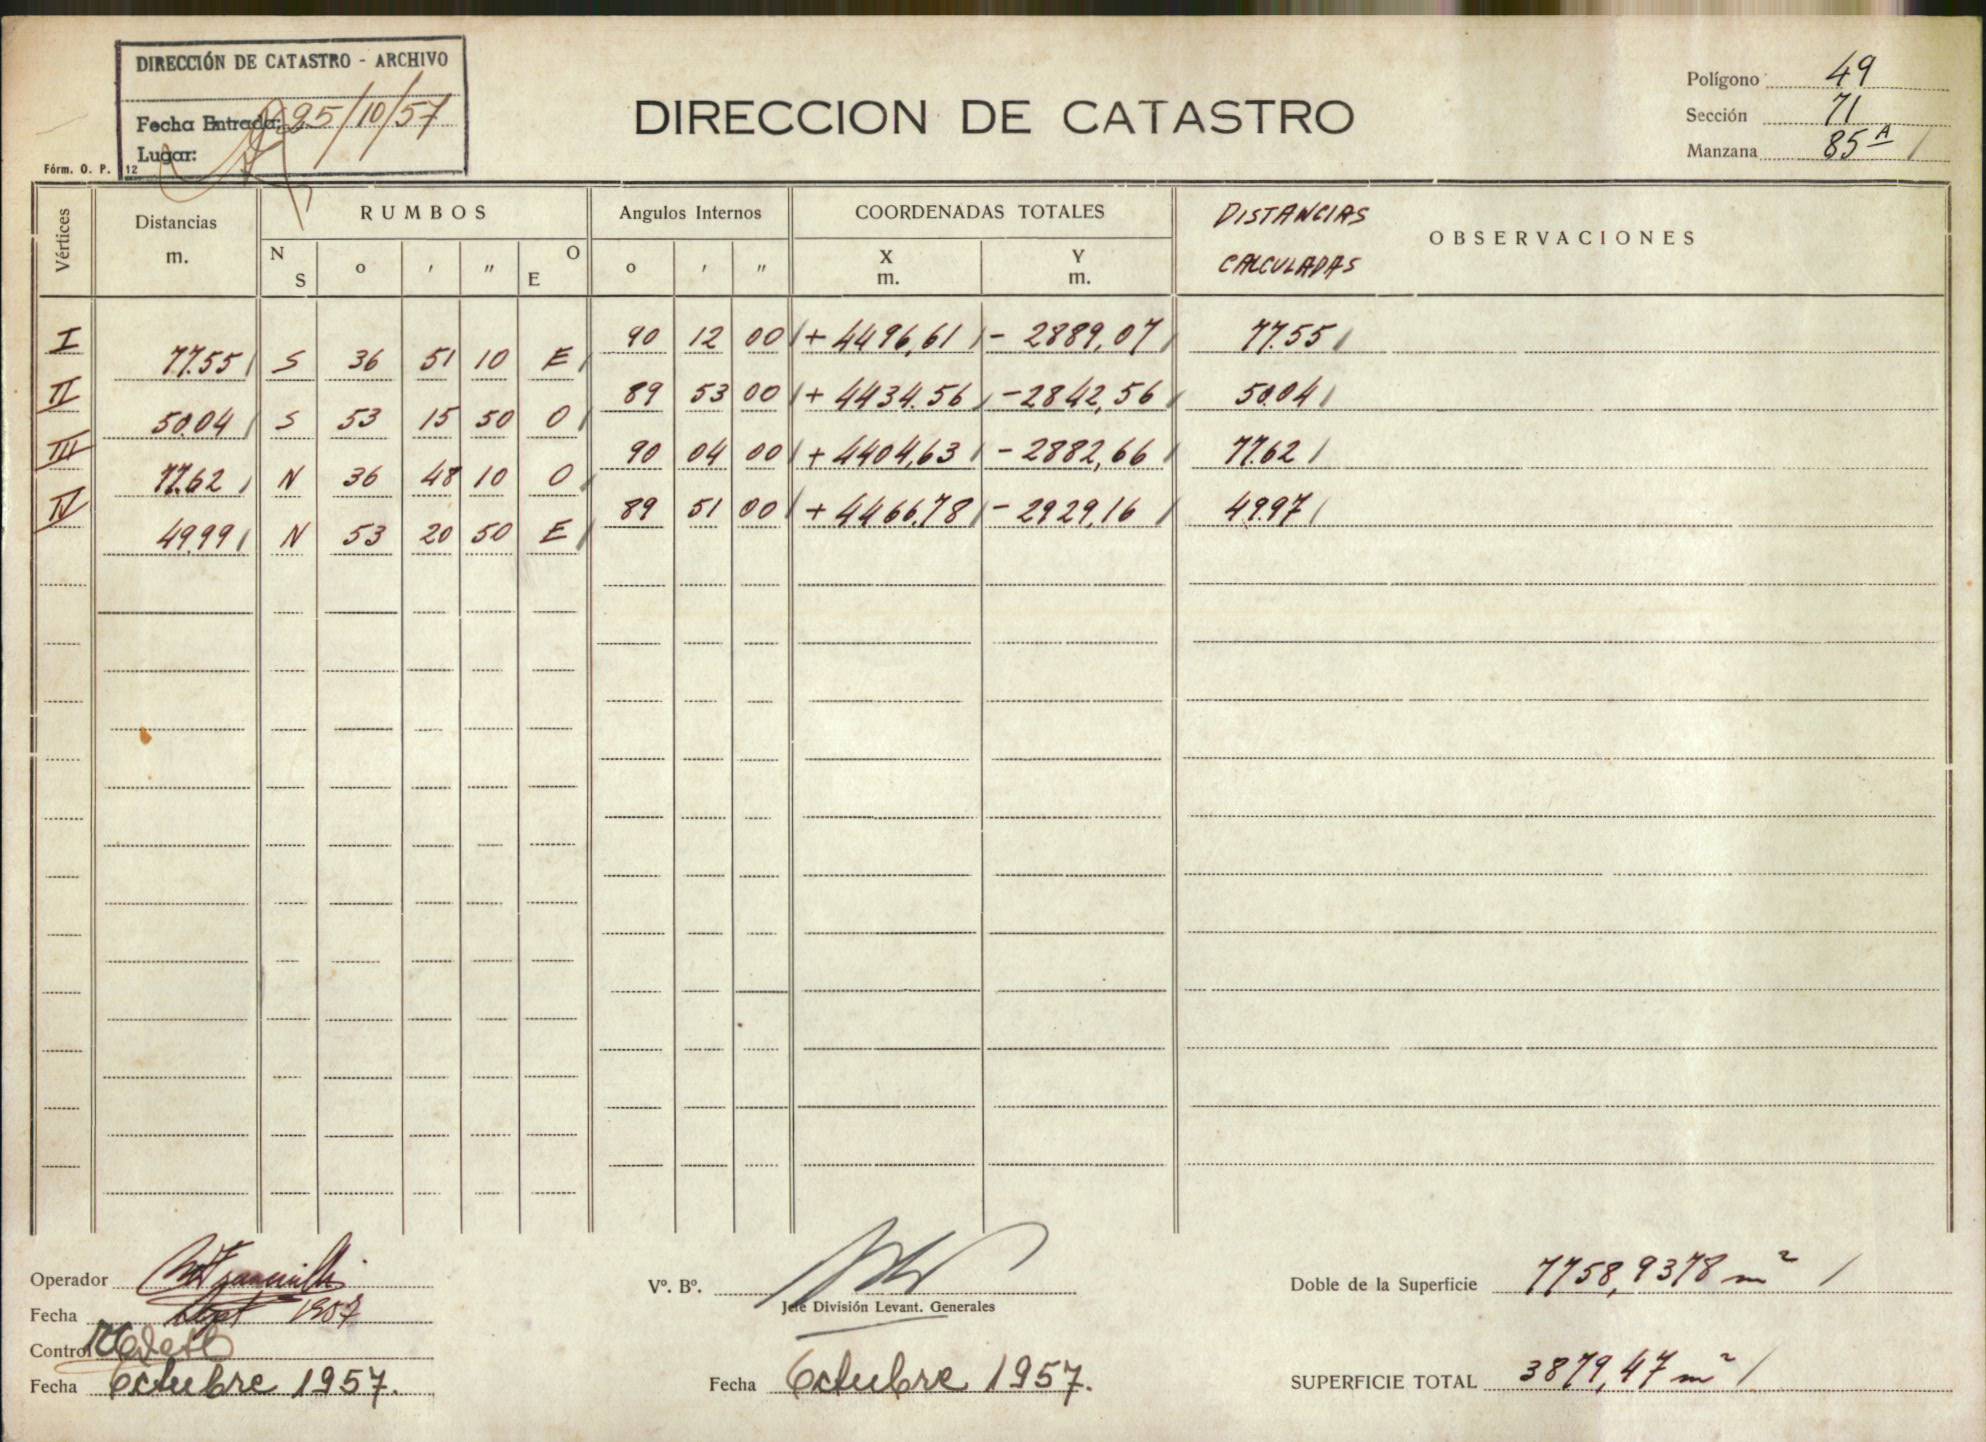 DIRECCIÓN DE CATASTRO - ARCHIVO
Fecha Entrada: 25/10/57
Lugar:
Fórm. O. P. 12
DIRECCION DE CATASTRO
Polígono 49
Sección 71
Manzana 85 A
Vértices Distancias m. RUMBOS Angulos Internos COORDENADAS TOTALES DISTANCIAS CALCULADAS OBSERVACIONES
N S o ' " O E o ' " X m. Y m.
I 90 12 00 + 4496,61 - 2889,07 77.55
77.55 S 36 51 10 E
II 89 53 00 + 4434.56 - 2842,56 50.04
50.04 S 53 15 50 O
III 90 04 00 + 4404,63 - 2882,66 77.62
77.62 N 36 48 10 O
IV 89 51 00 + 4466,78 - 2929,16 49.97
49.99 N 53 20 50 E
Operador
Fecha Sept 1957
Control
Fecha Octubre 1957.
Vº. Bº.
Jefe División Levant. Generales
Fecha Octubre 1957.
Doble de la Superficie 7758,9378 m²
SUPERFICIE TOTAL 3879,47 m²